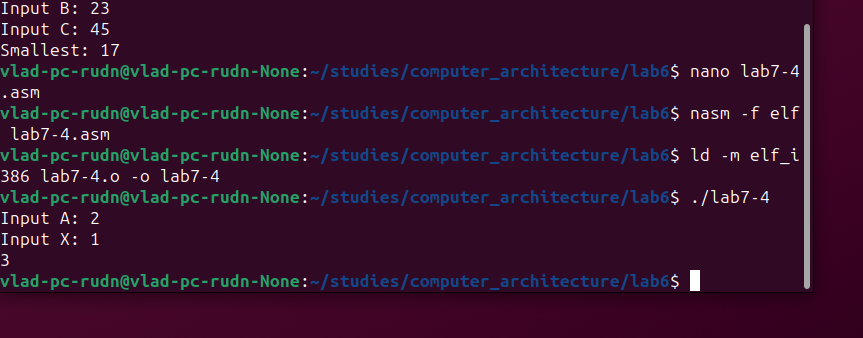 Input B: 23
Input C: 45
Smallest: 17
vlad-pc-rudn@vlad-pc-rudn-None:~/studies/computer_architecture/lab6$ nano lab7-4
.asm
vlad-pc-rudn@vlad-pc-rudn-None:~/studies/computer_architecture/lab6$ nasm -f elf
 lab7-4.asm
vlad-pc-rudn@vlad-pc-rudn-None:~/studies/computer_architecture/lab6$ ld -m elf_i
386 lab7-4.o -o lab7-4
vlad-pc-rudn@vlad-pc-rudn-None:~/studies/computer_architecture/lab6$ ./lab7-4
Input A: 2
Input X: 1
3
vlad-pc-rudn@vlad-pc-rudn-None:~/studies/computer_architecture/lab6$